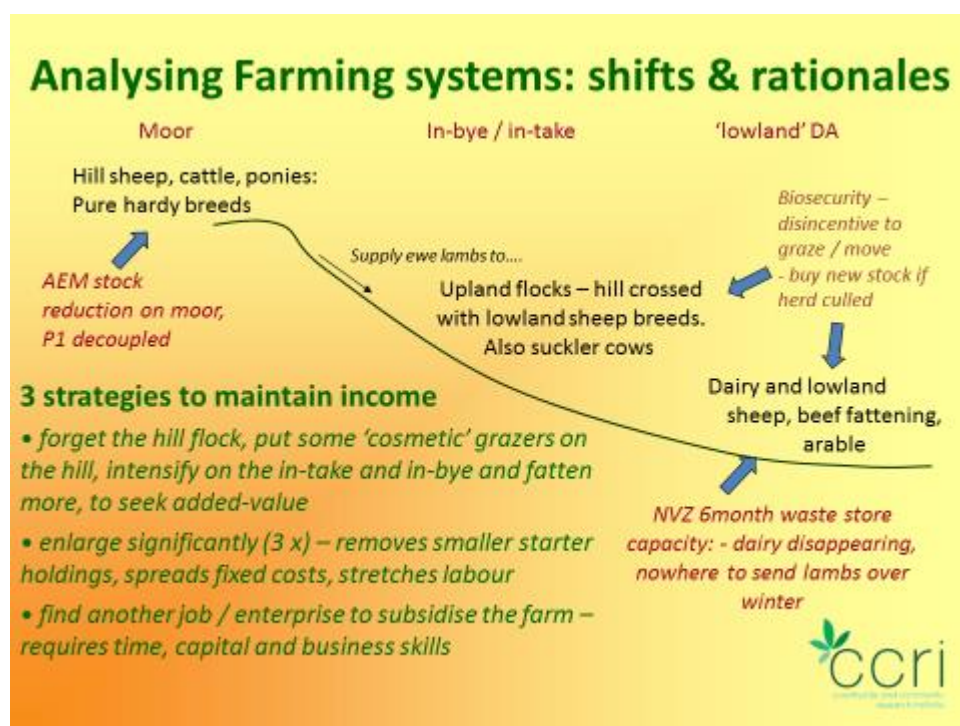 Analysing Farming systems: shifts & rationales
Moor
In-bye / in-take
'lowland' DA
Hill sheep, cattle, ponies:
Pure hardy breeds
Biosecurity –
disincentive to
graze / move
- buy new stock if
herd culled
Supply ewe lambs to....
AEM stock
reduction on moor,
P1 decoupled
Upland flocks – hill crossed
with lowland sheep breeds.
Also suckler cows
Dairy and lowland
sheep, beef fattening,
arable
3 strategies to maintain income
• forget the hill flock, put some 'cosmetic' grazers on
the hill, intensify on the in-take and in-bye and fatten
more, to seek added-value
• enlarge significantly (3 x) – removes smaller starter
holdings, spreads fixed costs, stretches labour
• find another job / enterprise to subsidise the farm –
requires time, capital and business skills
NVZ 6month waste store
capacity: - dairy disappearing,
nowhere to send lambs over
winter
ccri